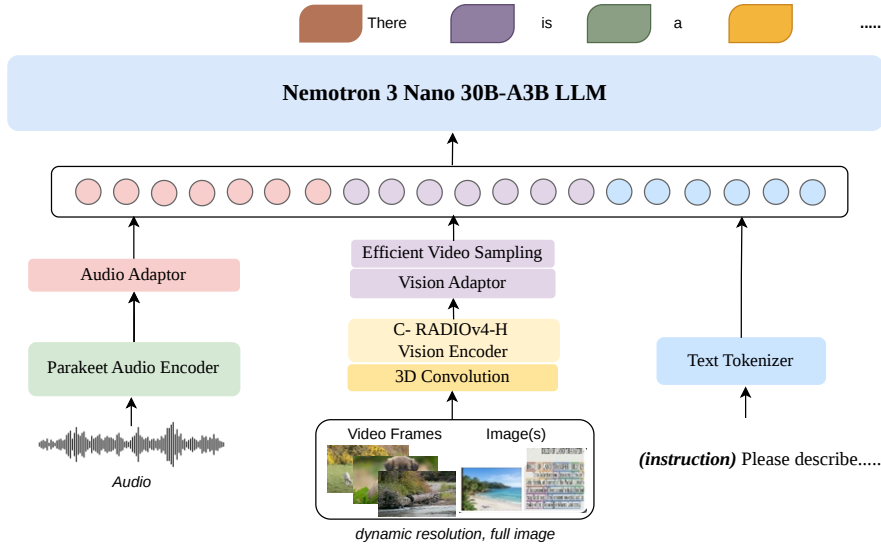 There is a .....
Nemotron 3 Nano 30B-A3B LLM
Efficient Video Sampling
Audio Adaptor
Vision Adaptor
C- RADIOv4-H
Vision Encoder
Parakeet Audio Encoder
Text Tokenizer
3D Convolution
Video Frames
Image(s)
(instruction) Please describe.....
Audio
dynamic resolution, full image